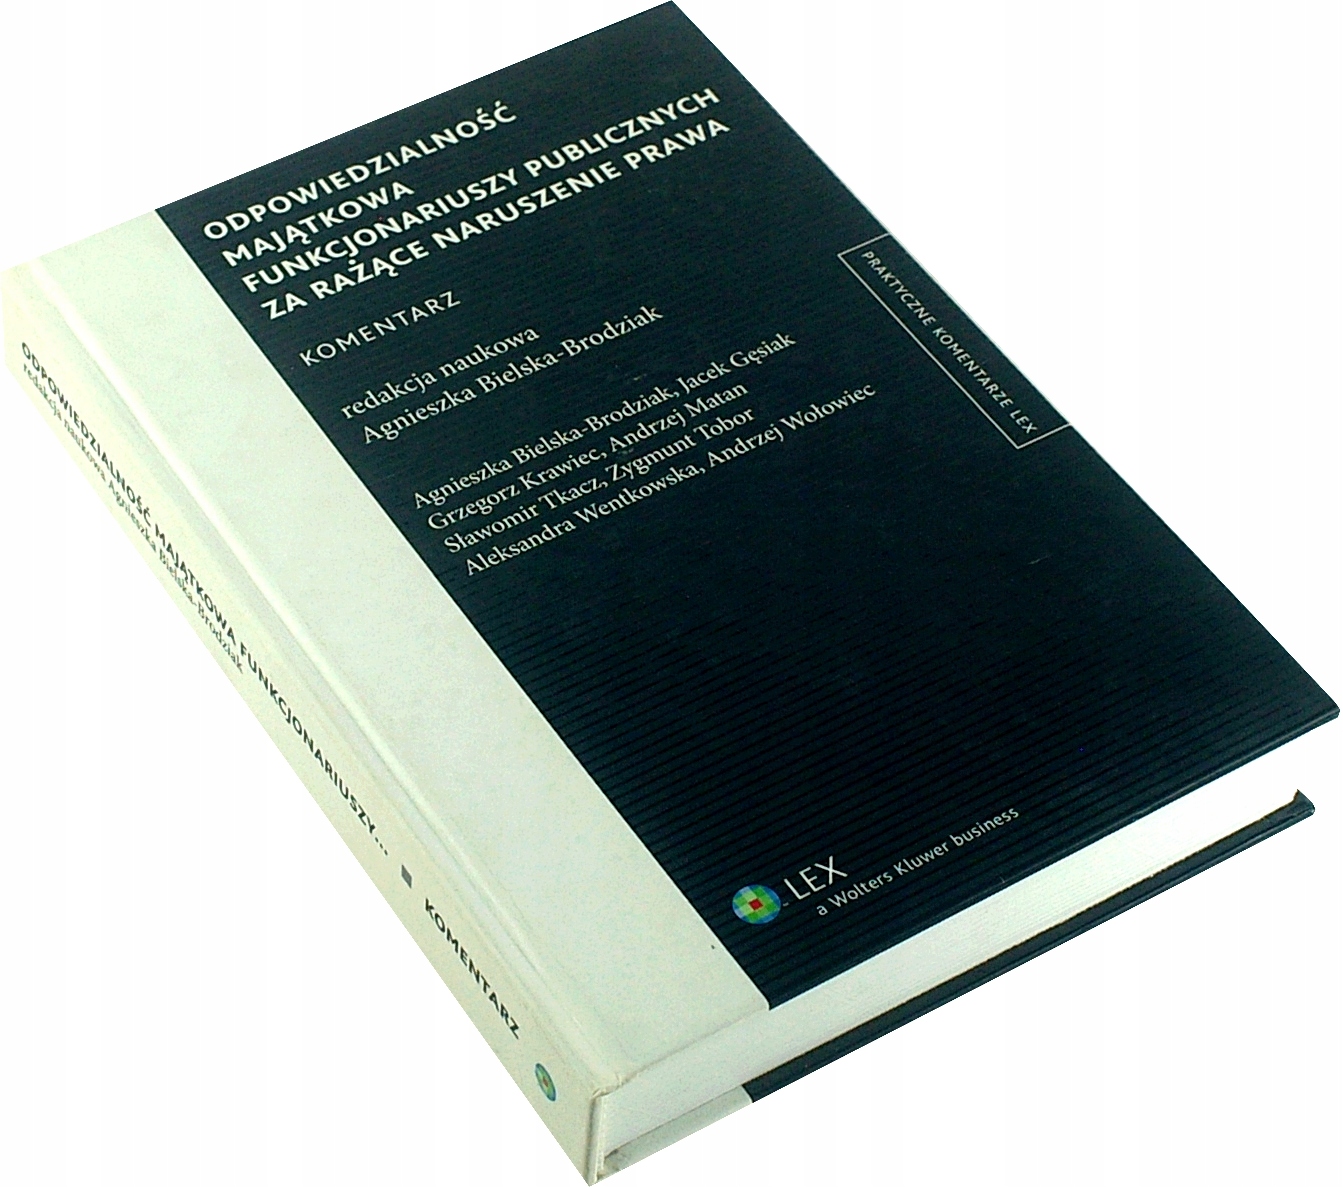 ODPOWIEDZIALNOŚĆ
MAJĄTKOWA
FUNKCJONARIUSZY PUBLICZNYCH
ZA RAŻĄCE NARUSZENIE PRAWA
KOMENTARZ
redakcja naukowa
Agnieszka Bielska-Brodziak
Agnieszka Bielska-Brodziak, Jacek Gęsiak
Grzegorz Krawiec, Andrzej Matan
Sławomir Tkacz, Zygmunt Tobor
Aleksandra Wentkowska, Andrzej Wołowiec
PRAKTYCZNE KOMENTARZE LEX
LEX
a Wolters Kluwer business
ODPOWIEDZIALNOŚĆ MAJĄTKOWA FUNKCJONARIUSZY... ■ KOMENTARZ
redakcja naukowa Agnieszka Bielska-Brodziak